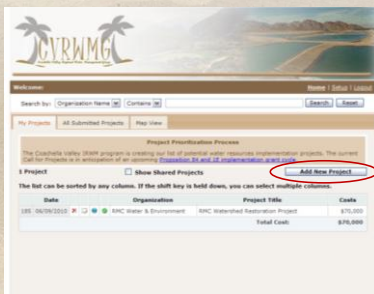 CVRWMG
Welcome: Home | Setup | Logout
Search by: Organization Name Contains Search Reset
My Projects All Submitted Projects Map View
Project Prioritization Process
The Coachella Valley IRWM program is creating our list of potential water resources implementation projects. The current
Call for Projects is in anticipation of an upcoming Proposition 84 and 1E implementation grant cycle.
1 Project Show Shared Projects Add New Project
The list can be sorted by any column. If the shift key is held down, you can select multiple columns.
Date Organization Project Title Costs
185 06/09/2010 RMC Water & Environment RMC Watershed Restoration Project $70,000
Total Cost: $70,000